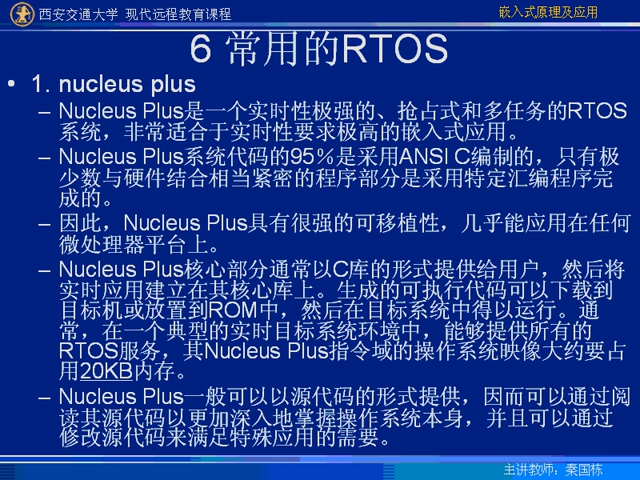 西安交通大学 现代远程教育课程
嵌入式原理及应用
6 常用的RTOS
• 1. nucleus plus
– Nucleus Plus是一个实时性极强的、抢占式和多任务的RTOS
系统，非常适合于实时性要求极高的嵌入式应用。
– Nucleus Plus系统代码的95％是采用ANSI C编制的，只有极
少数与硬件结合相当紧密的程序部分是采用特定汇编程序完
成的。
– 因此，Nucleus Plus具有很强的可移植性，几乎能应用在任何
微处理器平台上。
– Nucleus Plus核心部分通常以C库的形式提供给用户，然后将
实时应用建立在其核心库上。生成的可执行代码可以下载到
目标机或放置到ROM中，然后在目标系统中得以运行。通
常，在一个典型的实时目标系统环境中，能够提供所有的
RTOS服务，其Nucleus Plus指令域的操作系统映像大约要占
用20KB内存。
– Nucleus Plus一般可以以源代码的形式提供，因而可以通过阅
读其源代码以更加深入地掌握操作系统本身，并且可以通过
修改源代码来满足特殊应用的需要。
主讲教师：秦国栋